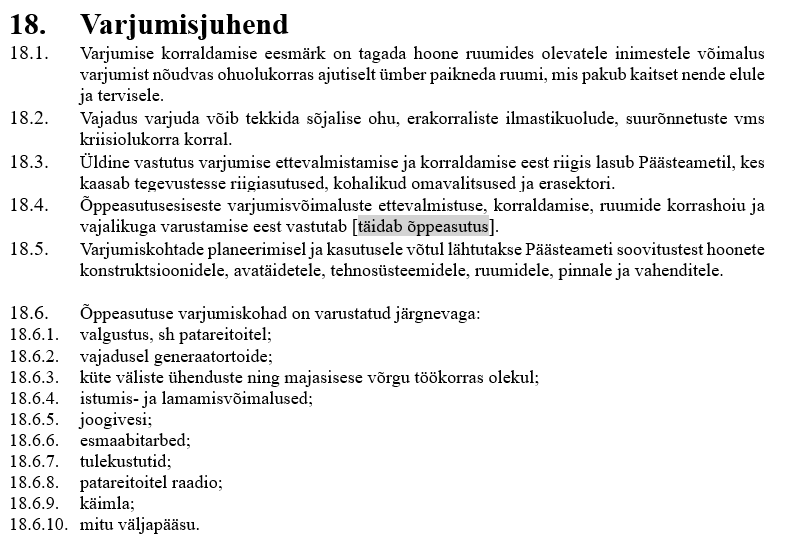 18. Varjumisjuhend
18.1. Varjumise korraldamise eesmärk on tagada hoone ruumides olevatele inimestele võimalus
varjumist nõudvas ohuolukorras ajutiselt ümber paikneda ruumi, mis pakub kaitset nende elule
ja tervisele.
18.2. Vajadus varjuda võib tekkida sõjalise ohu, erakorraliste ilmastikuolude, suurõnnetuste vms
kriisiolukorra korral.
18.3. Üldine vastutus varjumise ettevalmistamise ja korraldamise eest riigis lasub Päästeametil, kes
kaasab tegevustesse riigiasutused, kohalikud omavalitsused ja erasektori.
18.4. Õppeasutusesiseste varjumisvõimaluste ettevalmistuse, korraldamise, ruumide korrashoiu ja
vajalikuga varustamise eest vastutab [täidab õppeasutus].
18.5. Varjumiskohtade planeerimisel ja kasutusele võtul lähtutakse Päästeameti soovitustest hoonete
konstruktsioonidele, avatäidetele, tehnosüsteemidele, ruumidele, pinnale ja vahenditele.
18.6. Õppeasutuse varjumiskohad on varustatud järgnevaga:
18.6.1. valgustus, sh patareitoitel;
18.6.2. vajadusel generaatortoide;
18.6.3. küte väliste ühenduste ning majasisese võrgu töökorras olekul;
18.6.4. istumis- ja lamamisvõimalused;
18.6.5. joogivesi;
18.6.6. esmaabitarbed;
18.6.7. tulekustutid;
18.6.8. patareitoitel raadio;
18.6.9. käimla;
18.6.10. mitu väljapääsu.